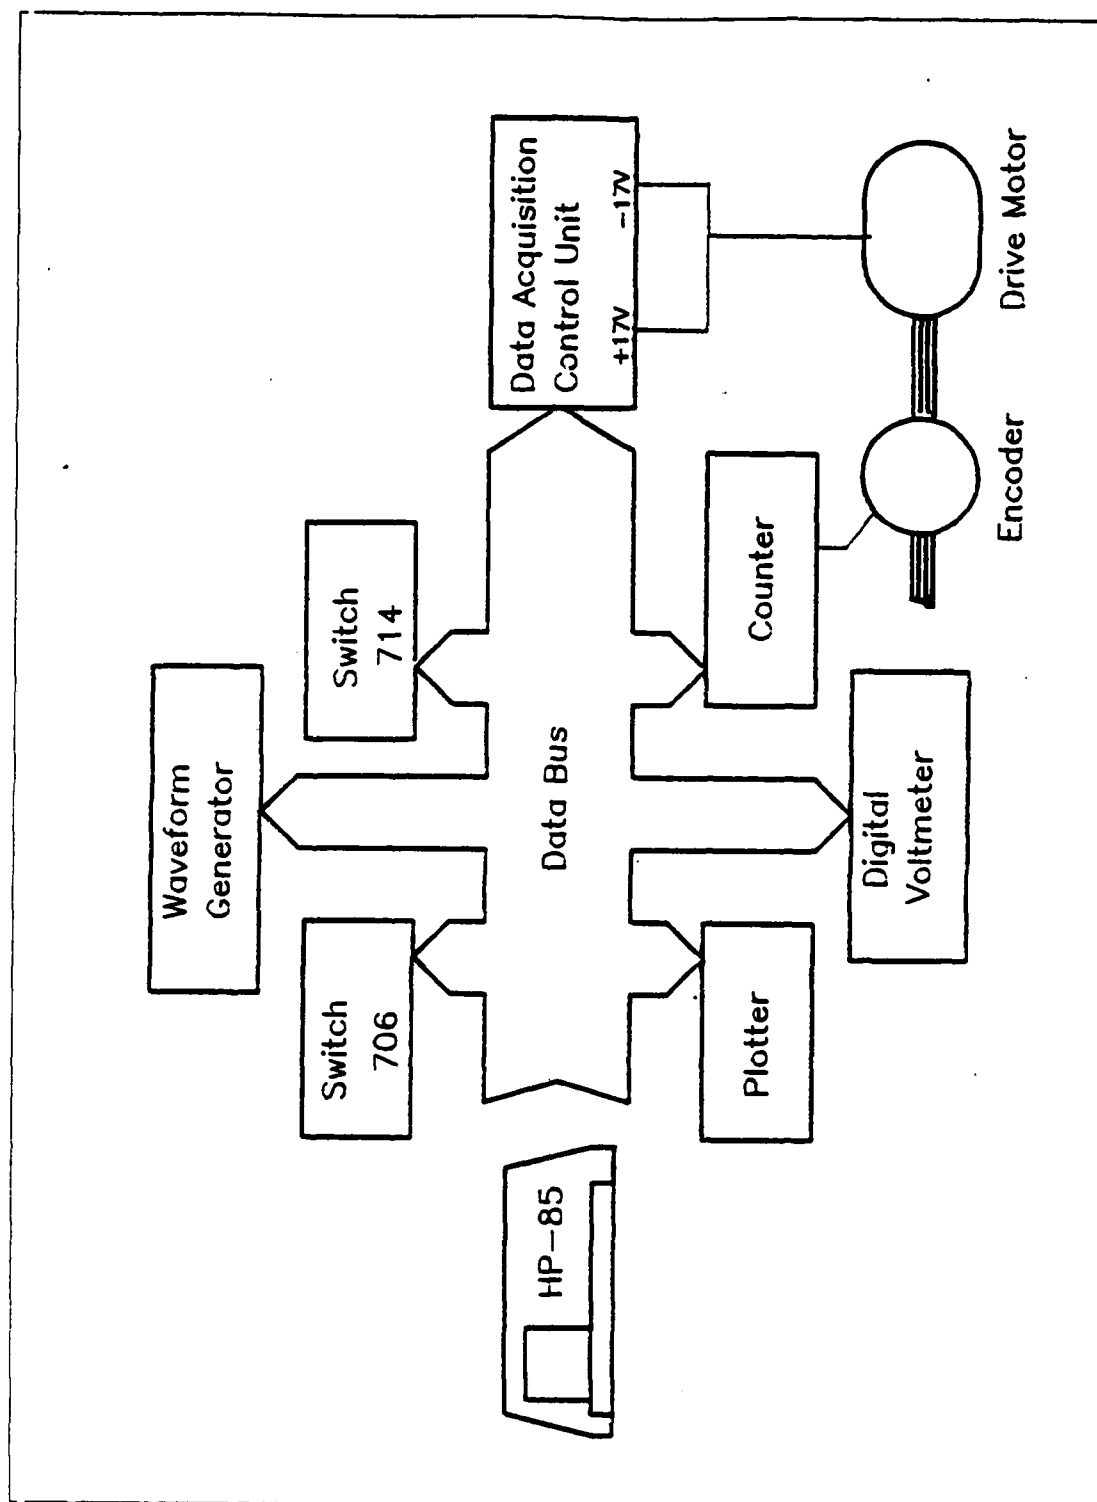 Waveform
Generator
Switch
706
Switch
714
HP-85
Data Bus
Data Acquisition
Control Unit
+17V
-17V
Plotter
Counter
Digital
Voltmeter
Encoder
Drive Motor